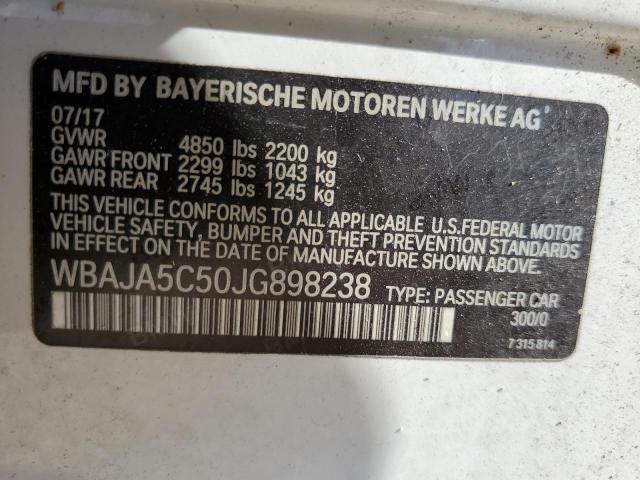 MFD BY BAYERISCHE MOTOREN WERKE AG
07/17
GVWR 4850 lbs 2200 kg
GAWR FRONT 2299 lbs 1043 kg
GAWR REAR 2745 lbs 1245 kg
THIS VEHICLE CONFORMS TO ALL APPLICABLE U.S.FEDERAL MOTOR
VEHICLE SAFETY, BUMPER AND THEFT PREVENTION STANDARDS
IN EFFECT ON THE DATE OF MANUFACTURE SHOWN ABOVE.
WBAJA5C50JG898238 TYPE: PASSENGER CAR
300/0
7 315 814